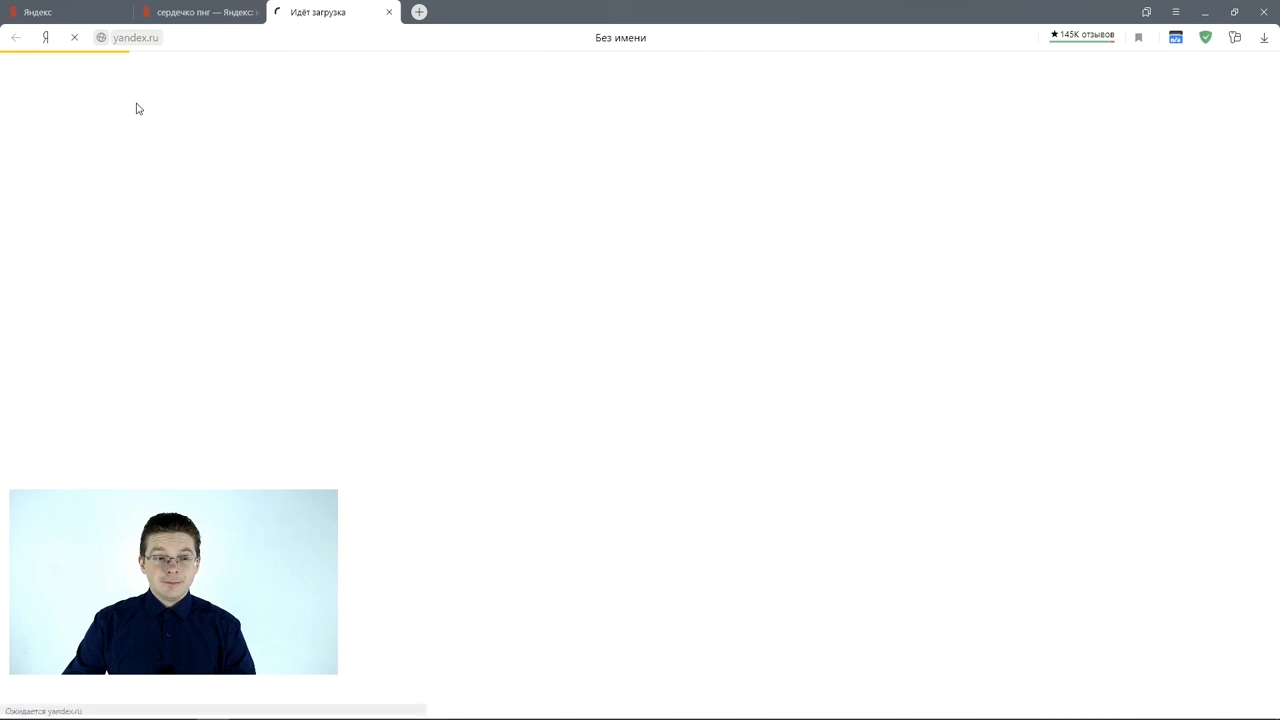 Яндекс
сердечко пнг — Яндекс: н
Идёт загрузка
Я
yandex.ru
Без имени
★ 145K отзывов
n/a
Ожидается yandex.ru